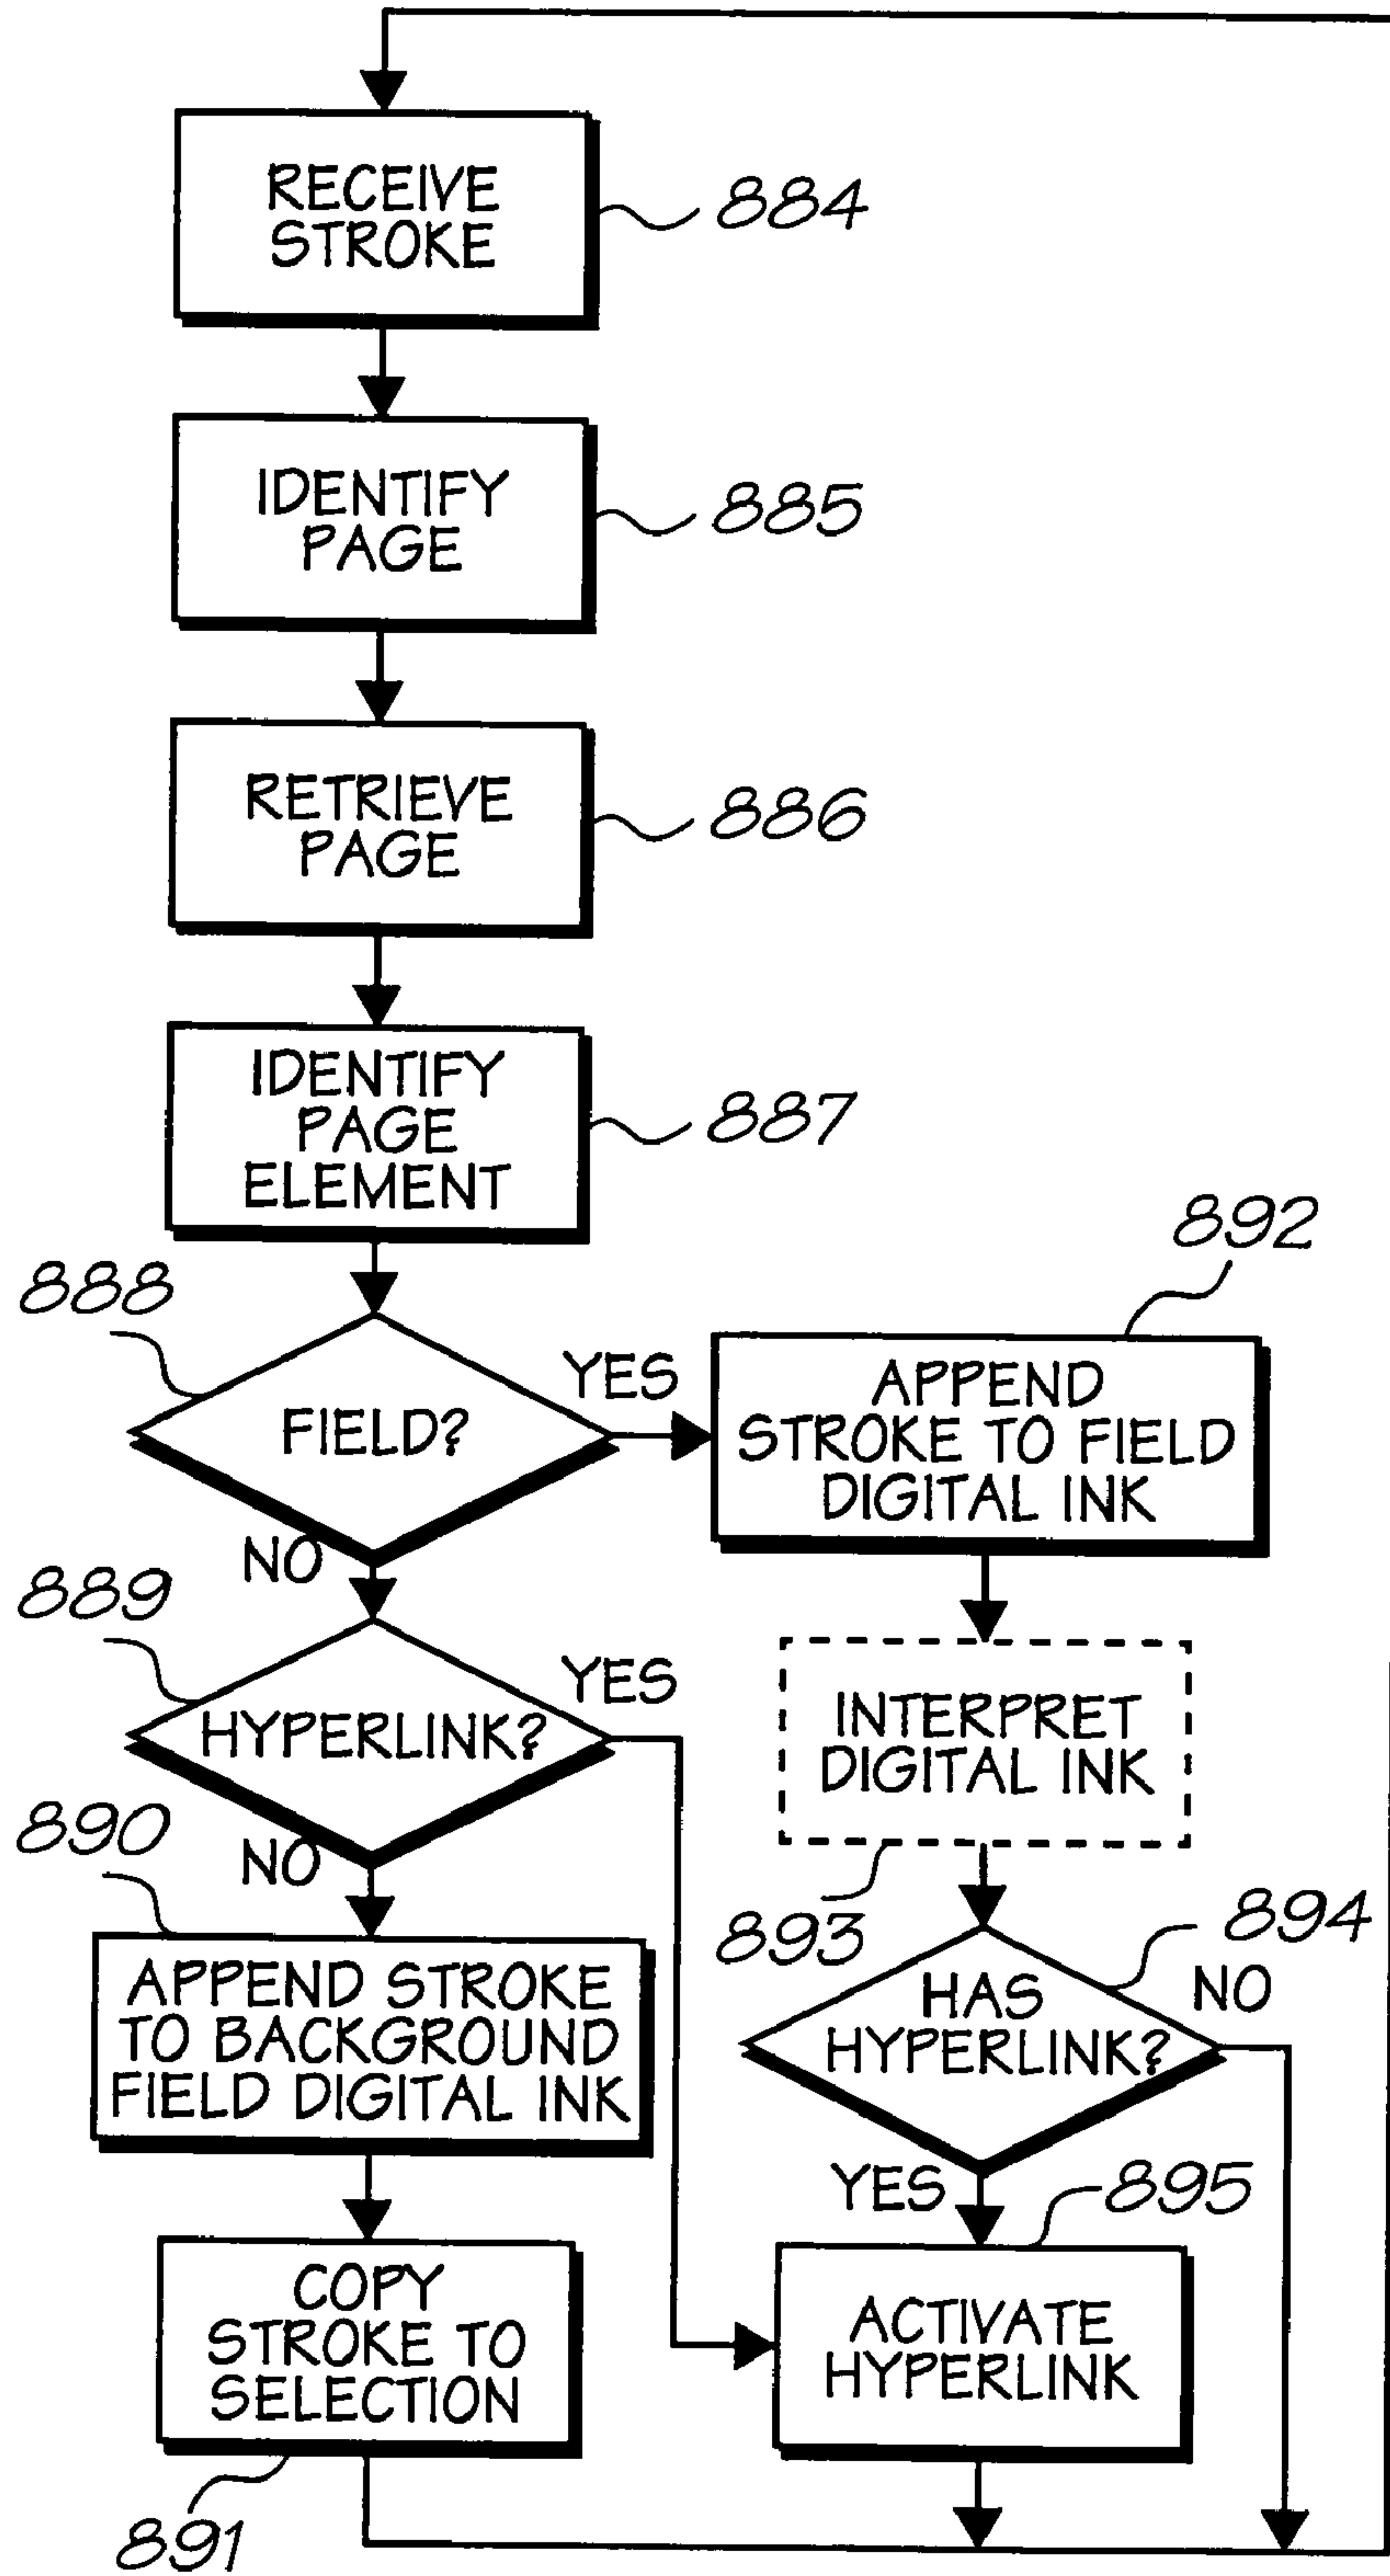 RECEIVE
STROKE
884
IDENTIFY
PAGE
885
RETRIEVE
PAGE
886
IDENTIFY
PAGE
ELEMENT
887
888
FIELD?
YES
NO
892
APPEND
STROKE TO FIELD
DIGITAL INK
889
HYPERLINK?
YES
NO
INTERPRET
DIGITAL INK
893
890
APPEND STROKE
TO BACKGROUND
FIELD DIGITAL INK
894
HAS
HYPERLINK?
NO
YES
COPY
STROKE TO
SELECTION
891
895
ACTIVATE
HYPERLINK